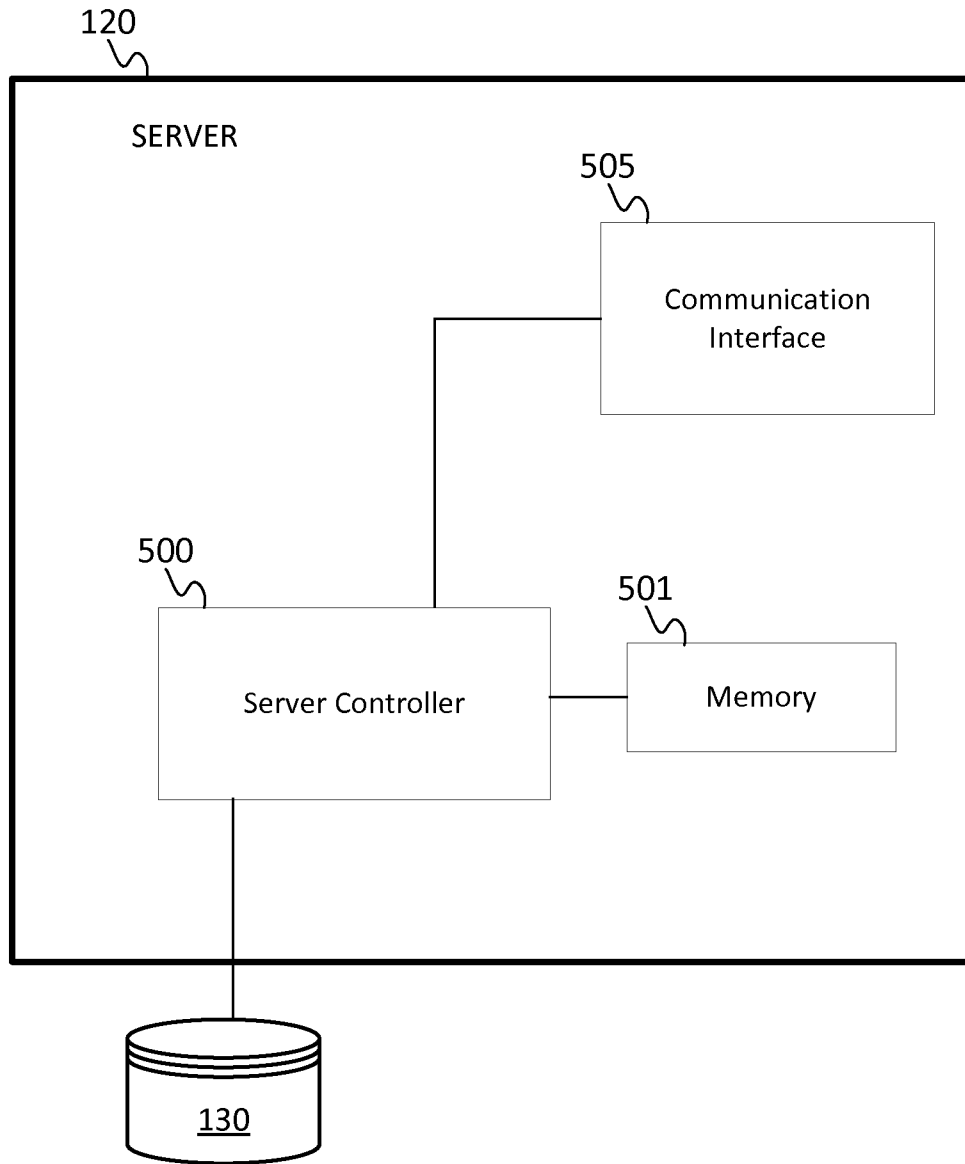 120
SERVER
505
Communication
Interface
500
501
Server Controller
Memory
130